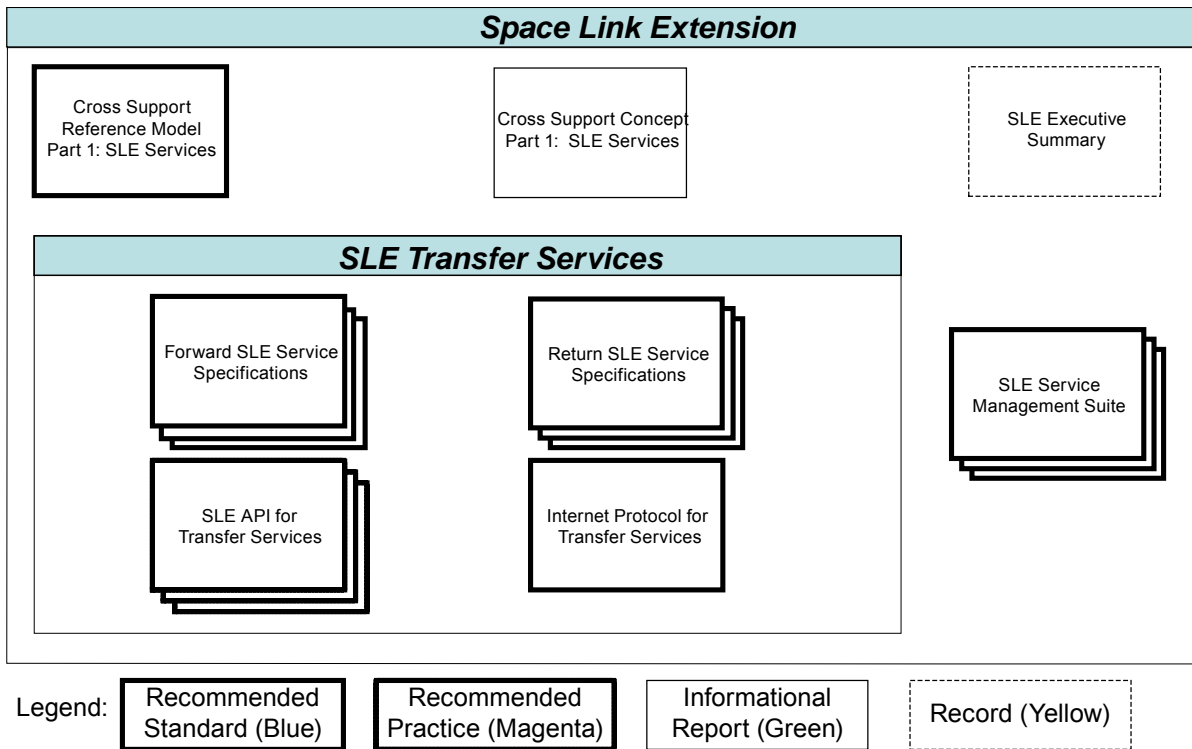 Space Link Extension
Cross Support
Reference Model
Part 1: SLE Services
Cross Support Concept
Part 1: SLE Services
SLE Executive
Summary
SLE Transfer Services
Forward SLE Service
Specifications
Return SLE Service
Specifications
SLE Service
Management Suite
SLE API for
Transfer Services
Internet Protocol for
Transfer Services
Legend:
Recommended
Standard (Blue)
Recommended
Practice (Magenta)
Informational
Report (Green)
Record (Yellow)